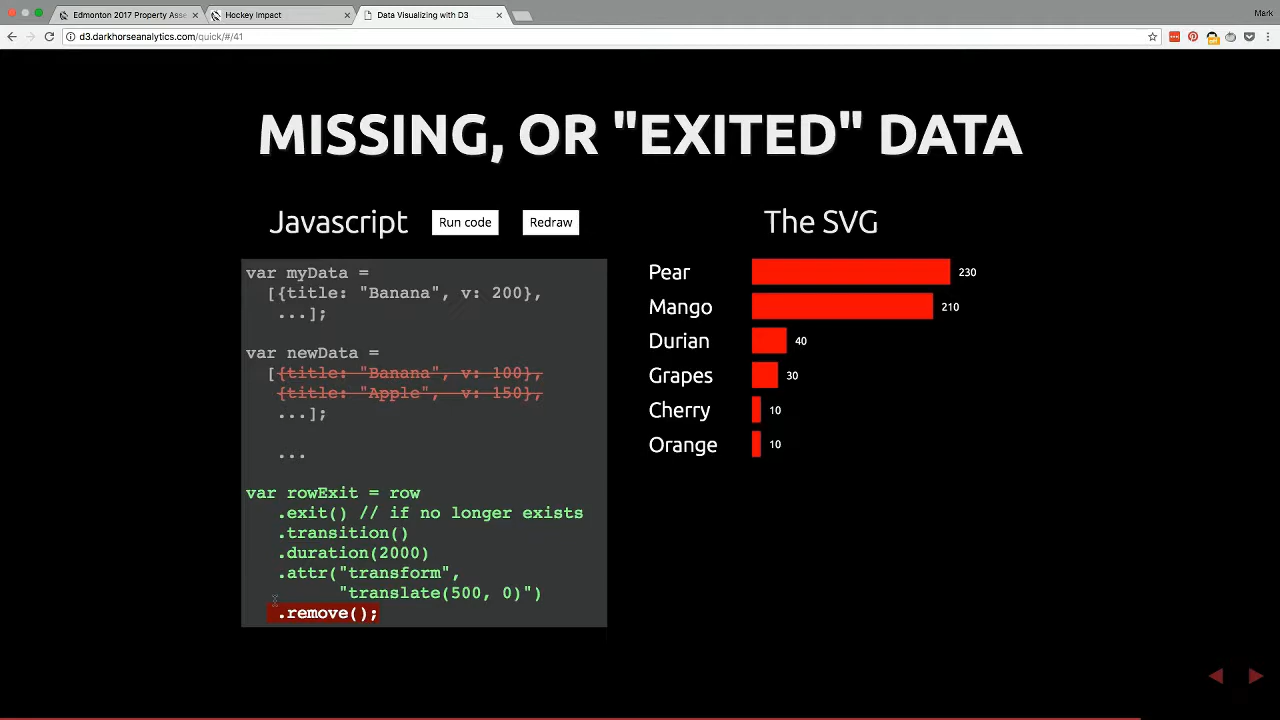 Edmonton 2017 Property Asse
Hockey Impact
Data Visualizing with D3
Mark
d3.darkhorseanalytics.com/quick/#/41
MISSING, OR "EXITED" DATA
Javascript
Run code
Redraw
var myData =
[{title: "Banana", v: 200},
...];
var newData =
[{title: "Banana", v: 100},
{title: "Apple",  v: 150},
...];
...
var rowExit = row
.exit() // if no longer exists
.transition()
.duration(2000)
.attr("transform",
"translate(500, 0)")
.remove();
The SVG
Pear 230
Mango 210
Durian 40
Grapes 30
Cherry 10
Orange 10